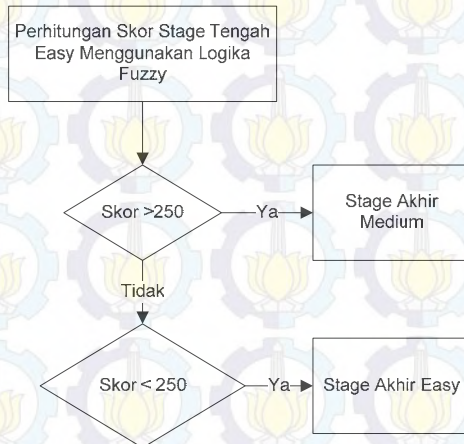 Perhitungan Skor Stage Tengah
Easy Menggunakan Logika
Fuzzy
Skor >250
Ya
Stage Akhir
Medium
Tidak
Skor < 250
Ya
Stage Akhir Easy